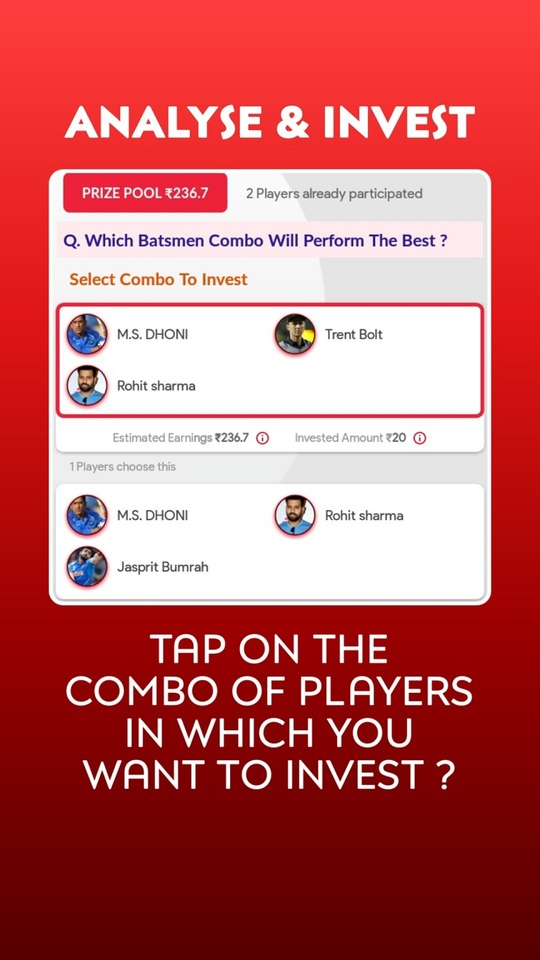 ANALYSE & INVEST
PRIZE POOL ₹236.7
2 Players already participated
Q. Which Batsmen Combo Will Perform The Best ?
Select Combo To Invest
M.S. DHONI
Trent Bolt
Rohit sharma
Estimated Earnings ₹236.7
Invested Amount ₹20
1 Players choose this
M.S. DHONI
Rohit sharma
Jasprit Bumrah
TAP ON THE
COMBO OF PLAYERS
IN WHICH YOU
WANT TO INVEST ?